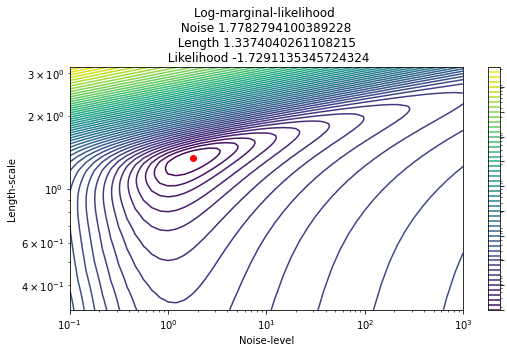 Log-marginal-likelihood
Noise 1.7782794100389228
Length 1.3374040261108215
Likelihood -1.7291135345724324
3 × 10⁰
2 × 10⁰
10⁰
6 × 10⁻¹
4 × 10⁻¹
Length-scale
10⁻¹ 10⁰ 10¹ 10² 10³
Noise-level